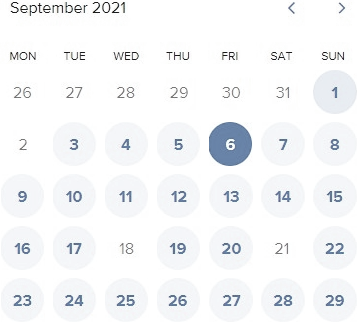 September 2021
MON TUE WED THU FRI SAT SUN
26 27 28 29 30 31 1
2 3 4 5 6 7 8
9 10 11 12 13 14 15
16 17 18 19 20 21 22
23 24 25 26 27 28 29